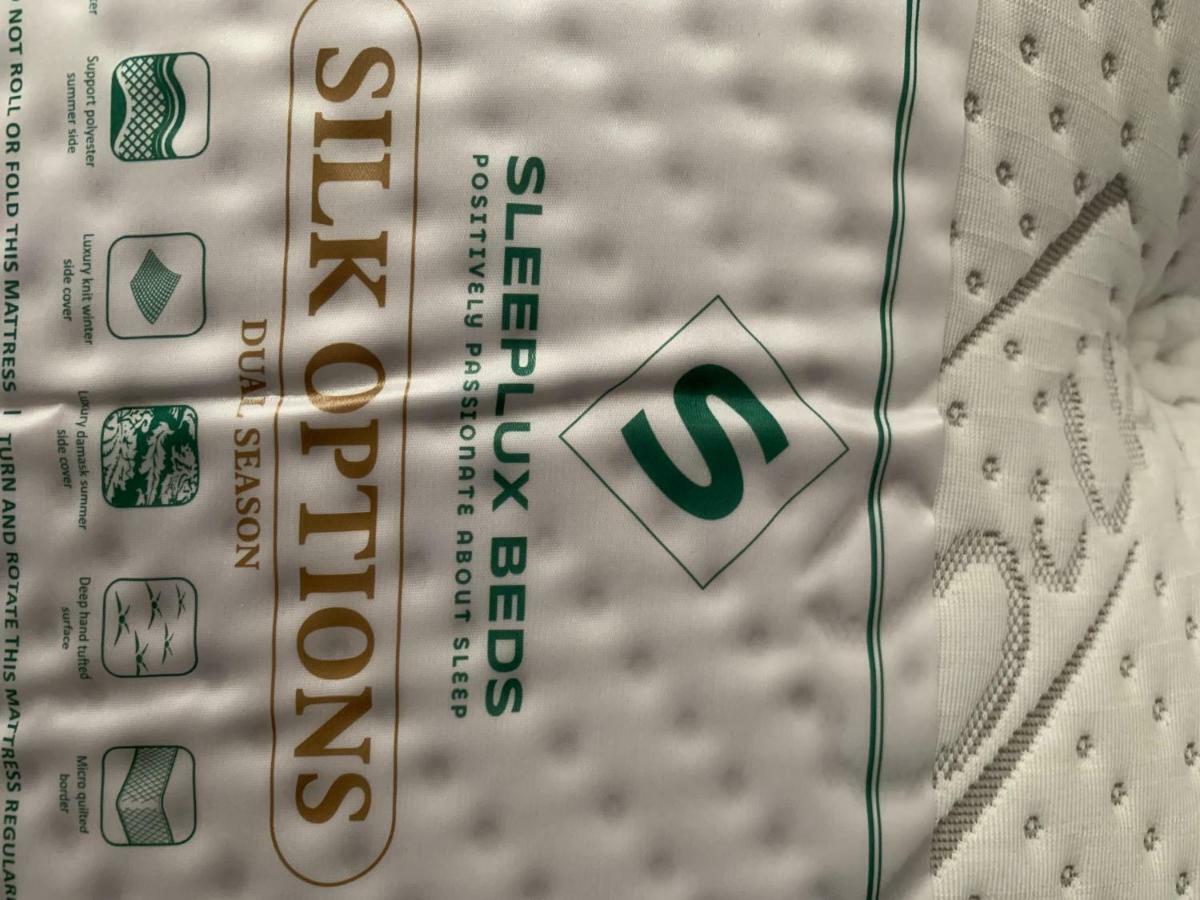 S
SLEEPLUX BEDS
POSITIVELY PASSIONATE ABOUT SLEEP
SILK OPTIONS
DUAL SEASON
Support polyester
summer side
Luxury knit winter
side cover
Luxury damask summer
side cover
Deep hand tufted
surface
Micro quilted
border
NOT ROLL OR FOLD THIS MATTRESS | TURN AND ROTATE THIS MATTRESS